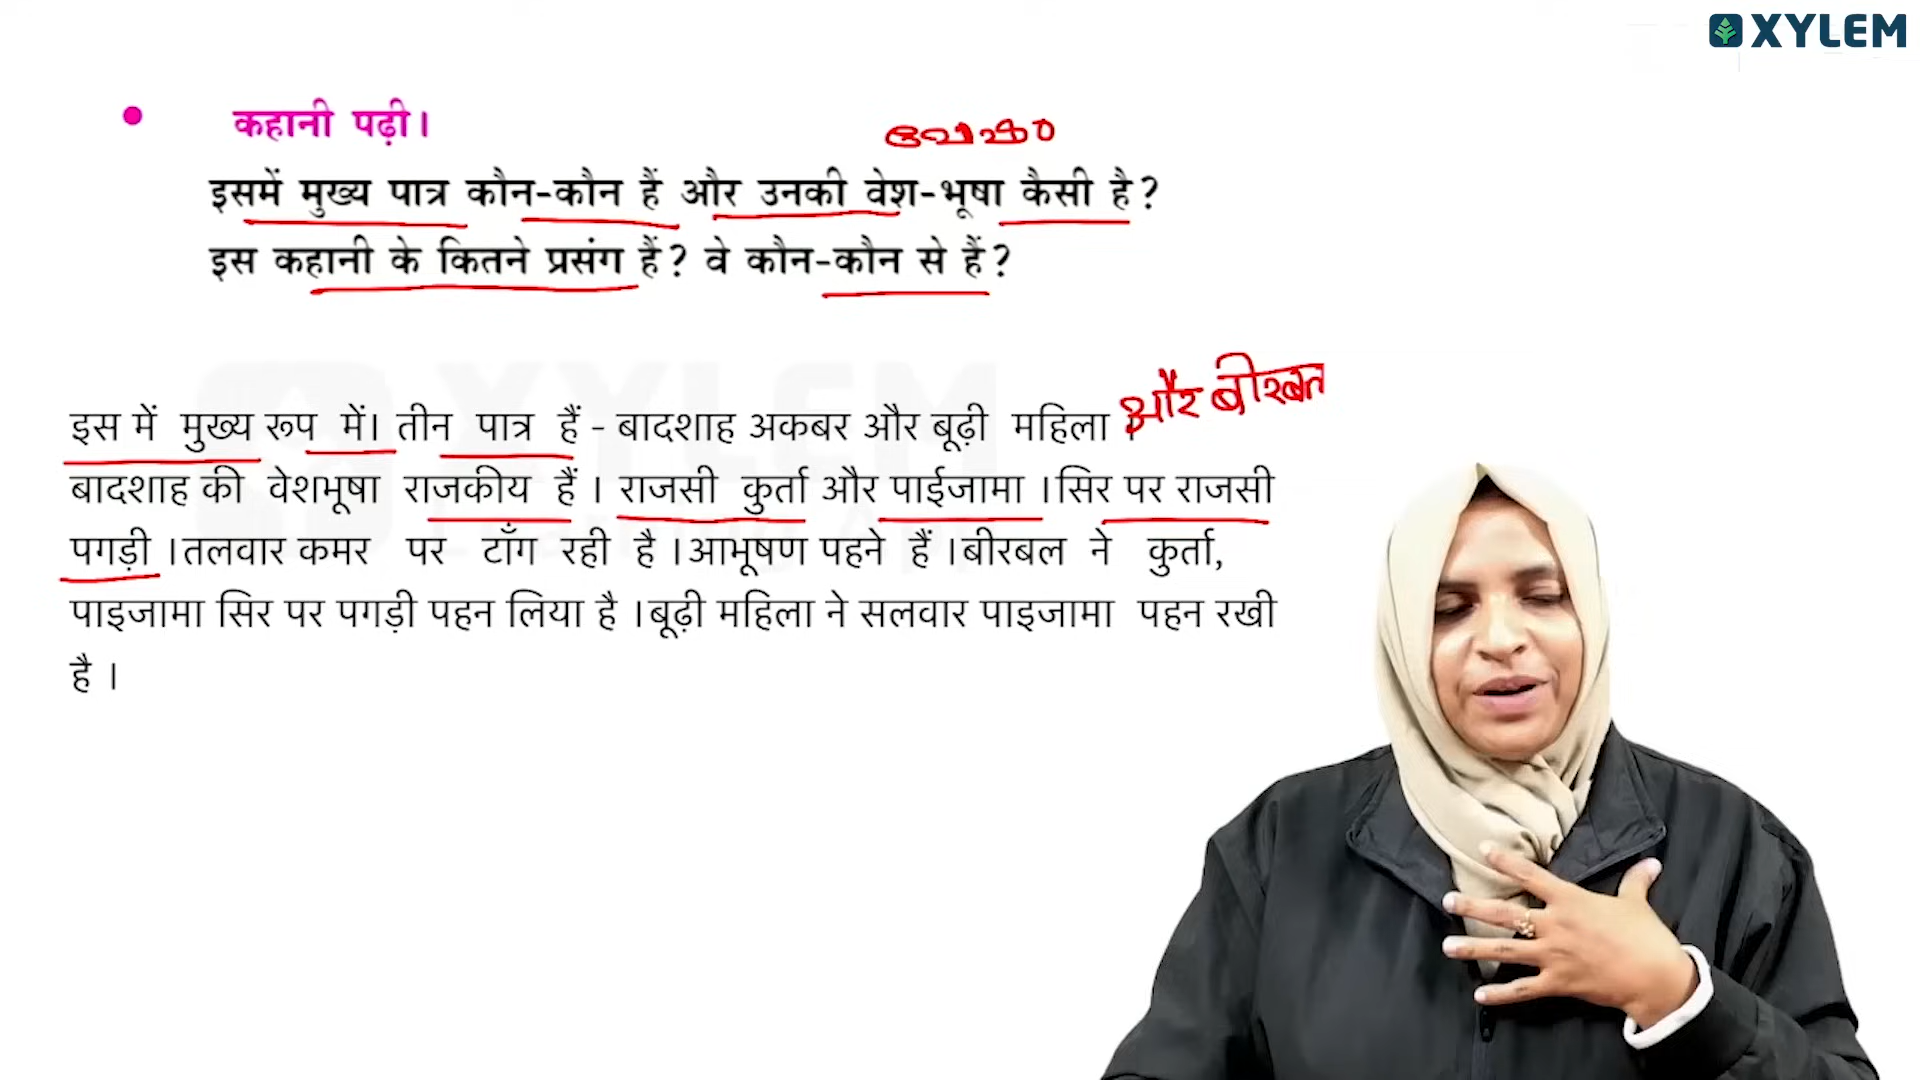 XYLEM
कहानी पढ़ी।
വേഷം
इसमें मुख्य पात्र कौन-कौन हैं और उनकी वेश-भूषा कैसी है?
इस कहानी के कितने प्रसंग हैं? वे कौन-कौन से हैं?
XYLEM
और बीरबल
इस में मुख्य रूप में। तीन पात्र हैं - बादशाह अकबर और बूढ़ी महिला ।
बादशाह की वेशभूषा राजकीय हैं । राजसी कुर्ता और पाईजामा ।सिर पर राजसी
पगड़ी ।तलवार कमर पर टाँग रही है ।आभूषण पहने हैं ।बीरबल ने कुर्ता,
पाइजामा सिर पर पगड़ी पहन लिया है ।बूढ़ी महिला ने सलवार पाइजामा पहन रखी
है ।